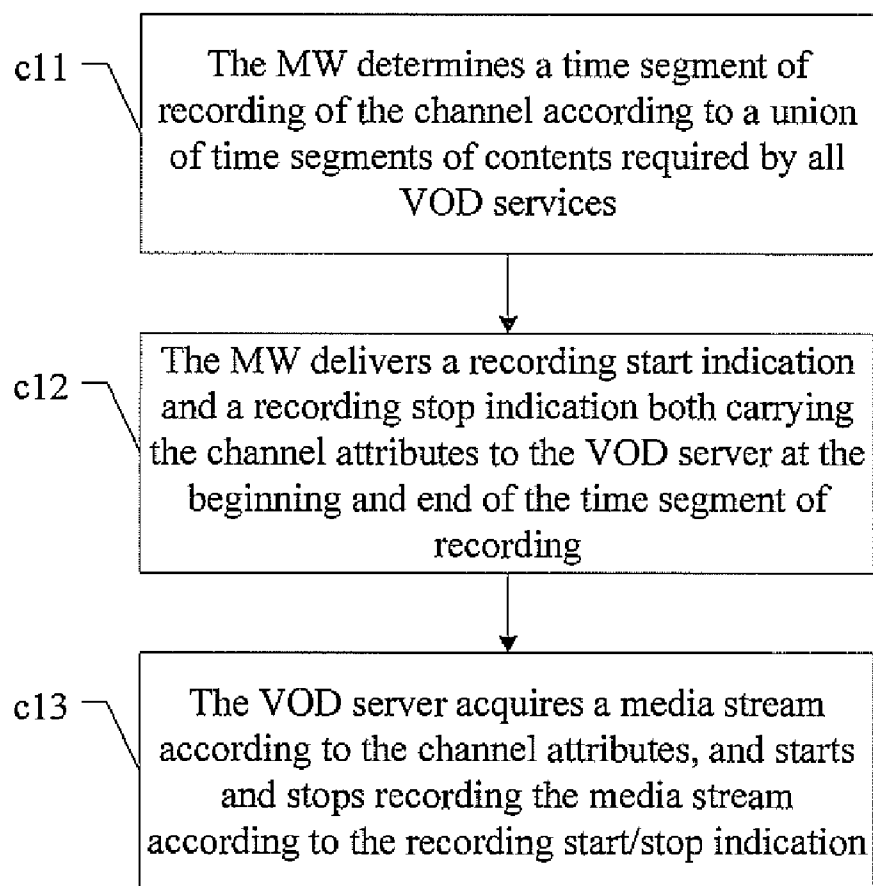 c11
The MW determines a time segment of
recording of the channel according to a union
of time segments of contents required by all
VOD services
c12
The MW delivers a recording start indication
and a recording stop indication both carrying
the channel attributes to the VOD server at the
beginning and end of the time segment of
recording
c13
The VOD server acquires a media stream
according to the channel attributes, and starts
and stops recording the media stream
according to the recording start/stop indication